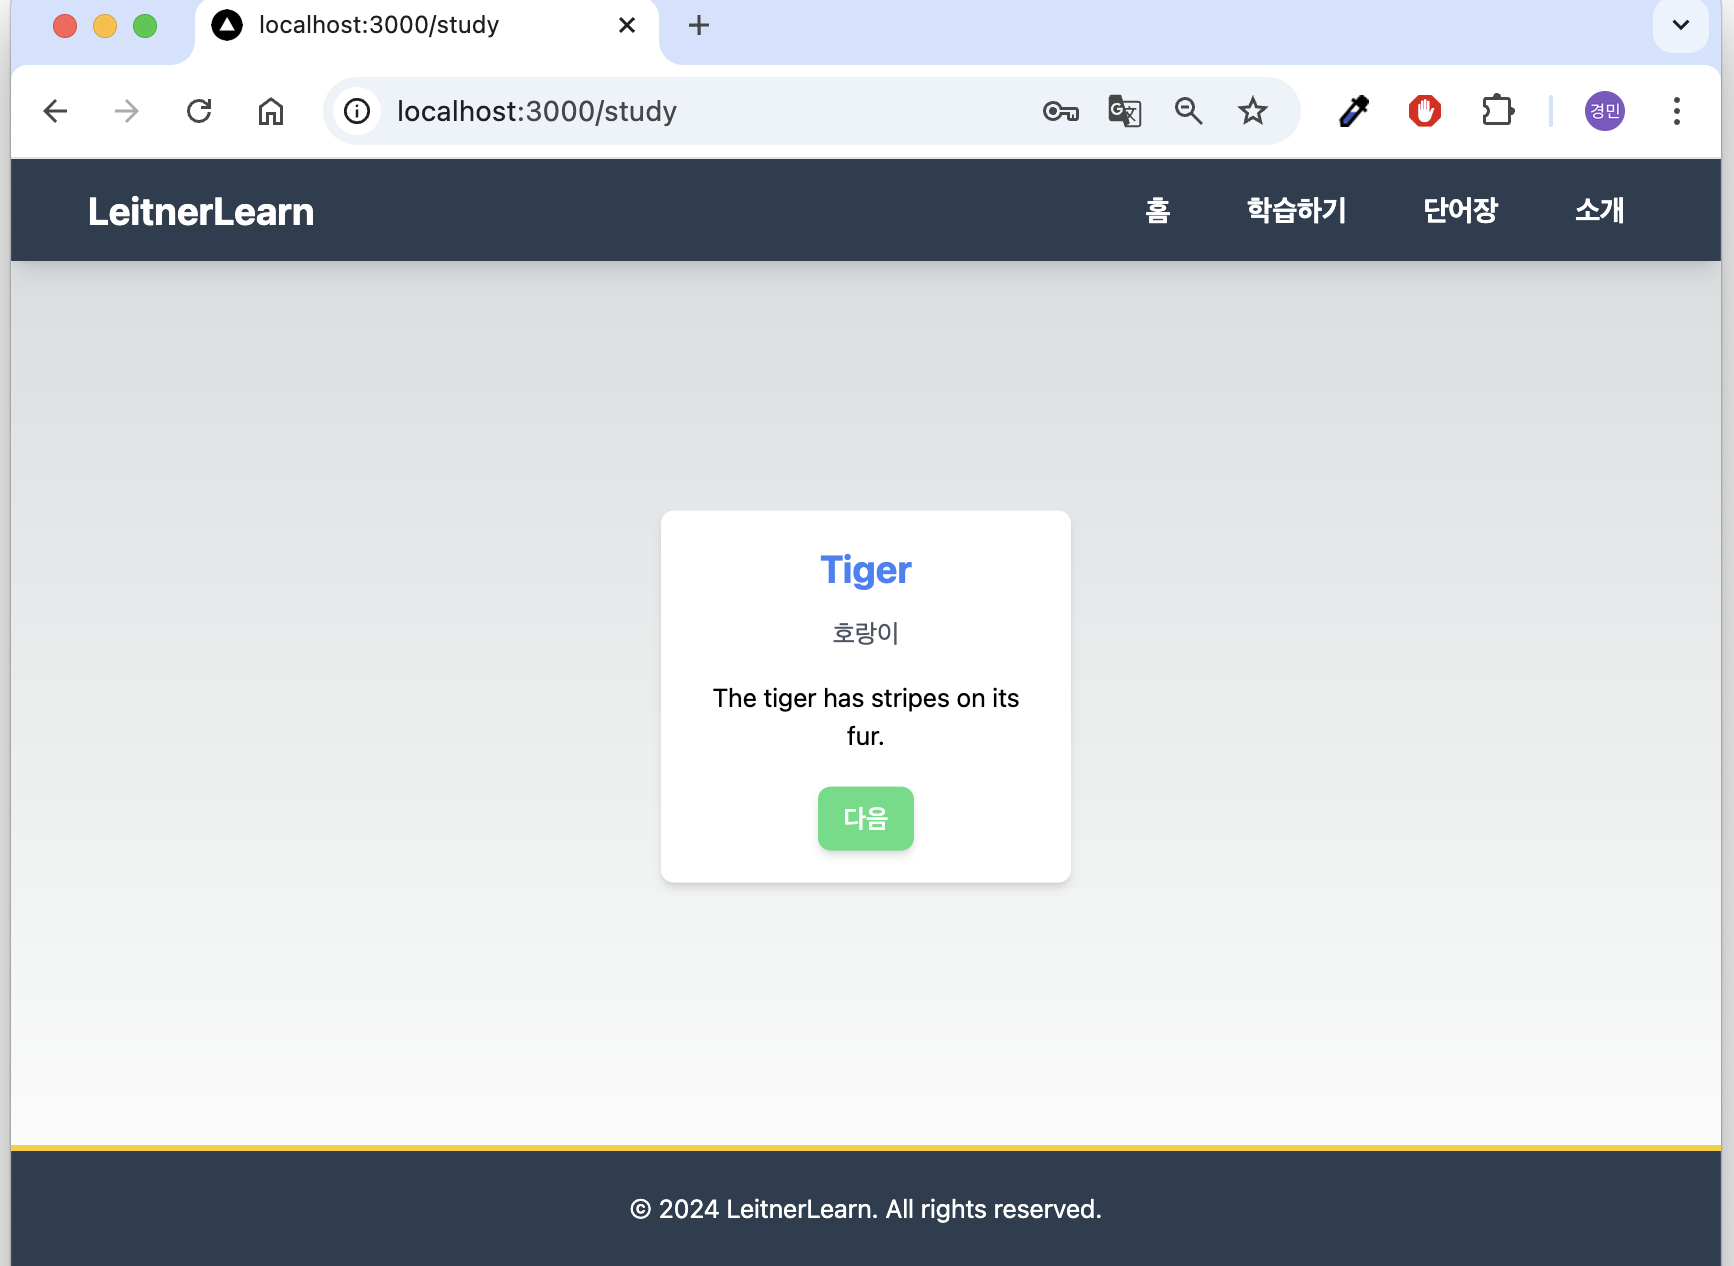 localhost:3000/study
localhost:3000/study
경민
LeitnerLearn
홈 학습하기 단어장 소개
Tiger
호랑이
The tiger has stripes on its
fur.
다음
© 2024 LeitnerLearn. All rights reserved.